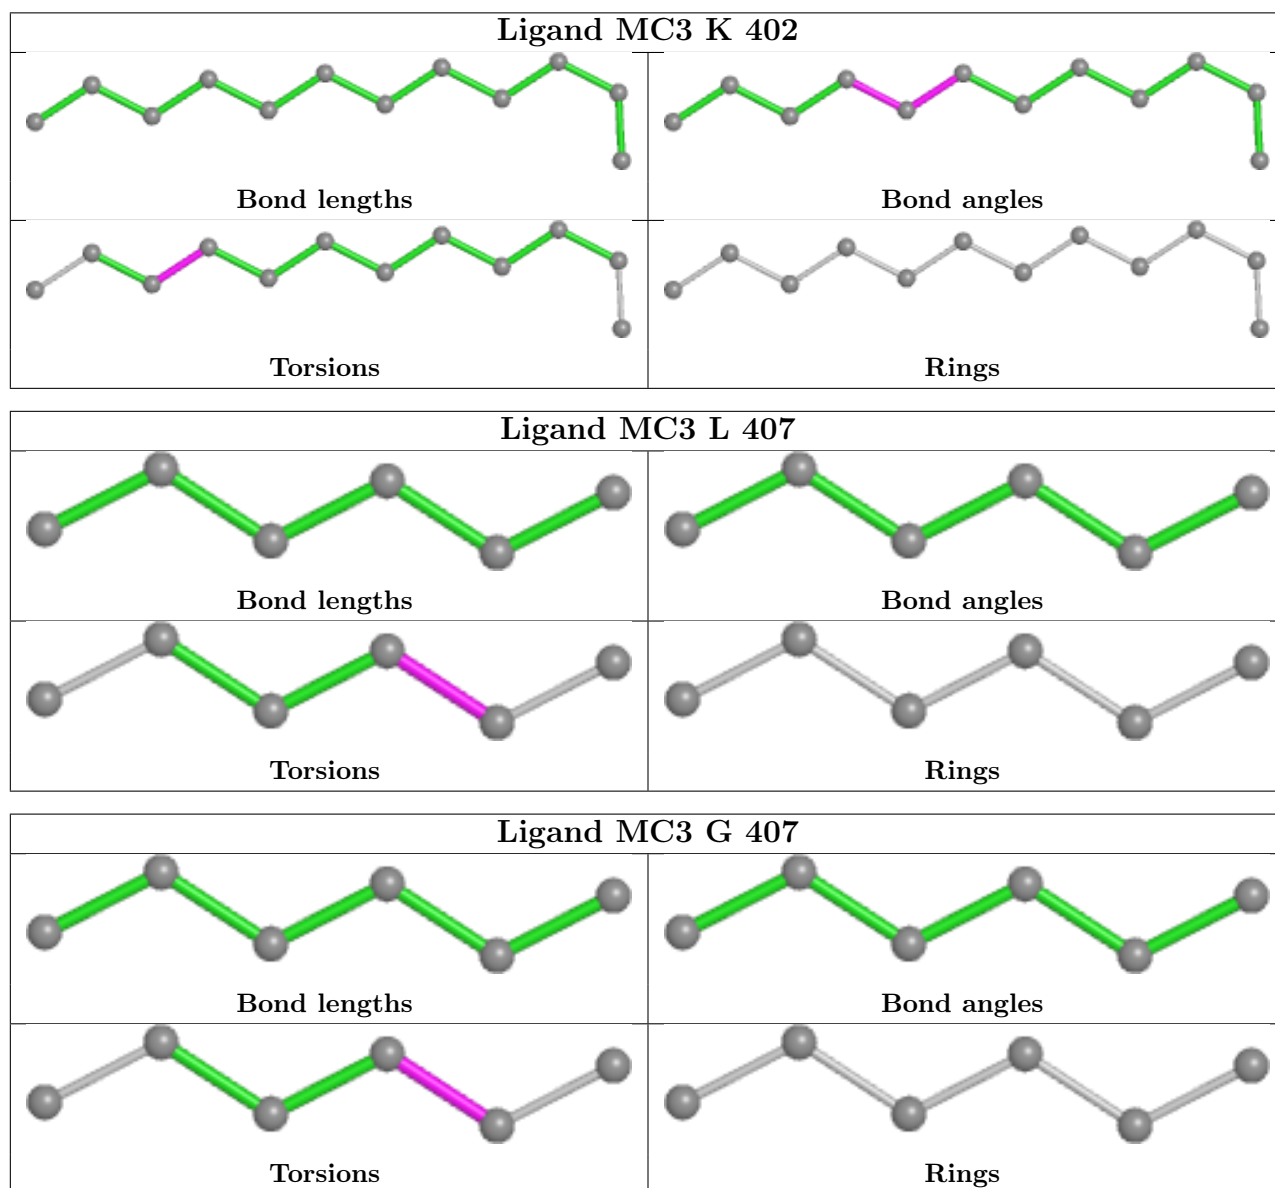 Ligand MC3 K 402
Bond lengths
Bond angles
Torsions
Rings
Ligand MC3 L 407
Bond lengths
Bond angles
Torsions
Rings
Ligand MC3 G 407
Bond lengths
Bond angles
Torsions
Rings